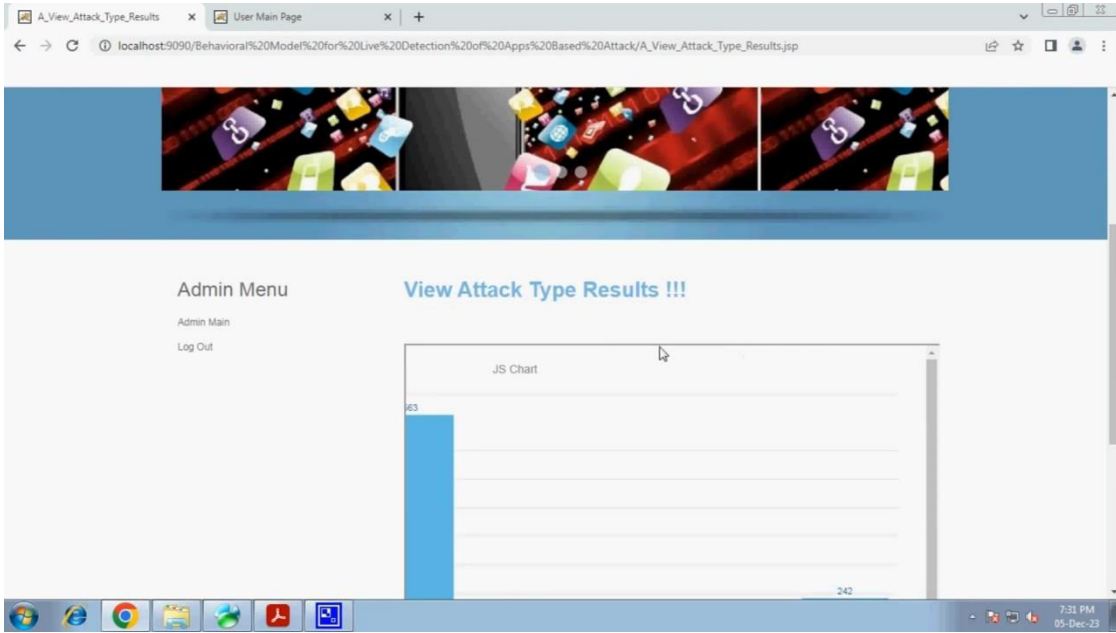 A_View_Attack_Type_Results
User Main Page
localhost:9090/Behavioral%20Model%20for%20Live%20Detection%20of%20Apps%20Based%20Attack/A_View_Attack_Type_Results.jsp
Admin Menu
View Attack Type Results !!!
Admin Main
Log Out
JS Chart
242
7:31 PM
05-Dec-23